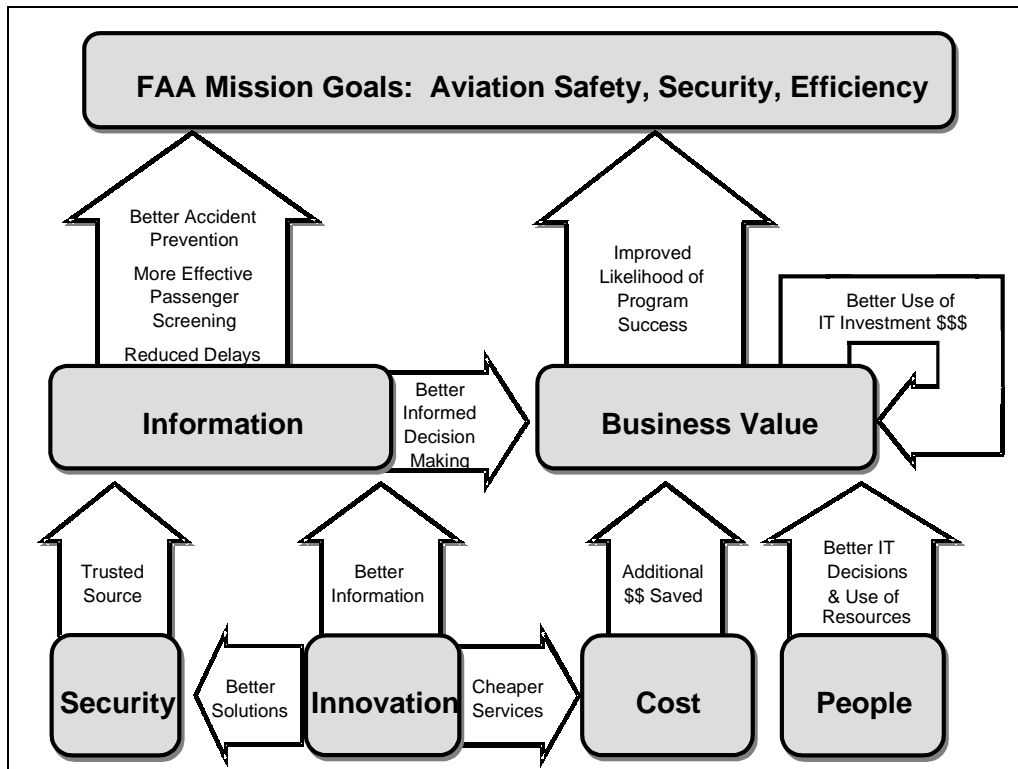 FAA Mission Goals:  Aviation Safety, Security, Efficiency
Better Accident
Prevention
More Effective
Passenger
Screening
Reduced Delays
Improved
Likelihood of
Program
Success
Better Use of
IT Investment $$$
Information
Better
Informed
Decision
Making
Business Value
Trusted
Source
Better
Information
Additional
$$ Saved
Better IT
Decisions
& Use of
Resources
Security
Better
Solutions
Innovation
Cheaper
Services
Cost
People